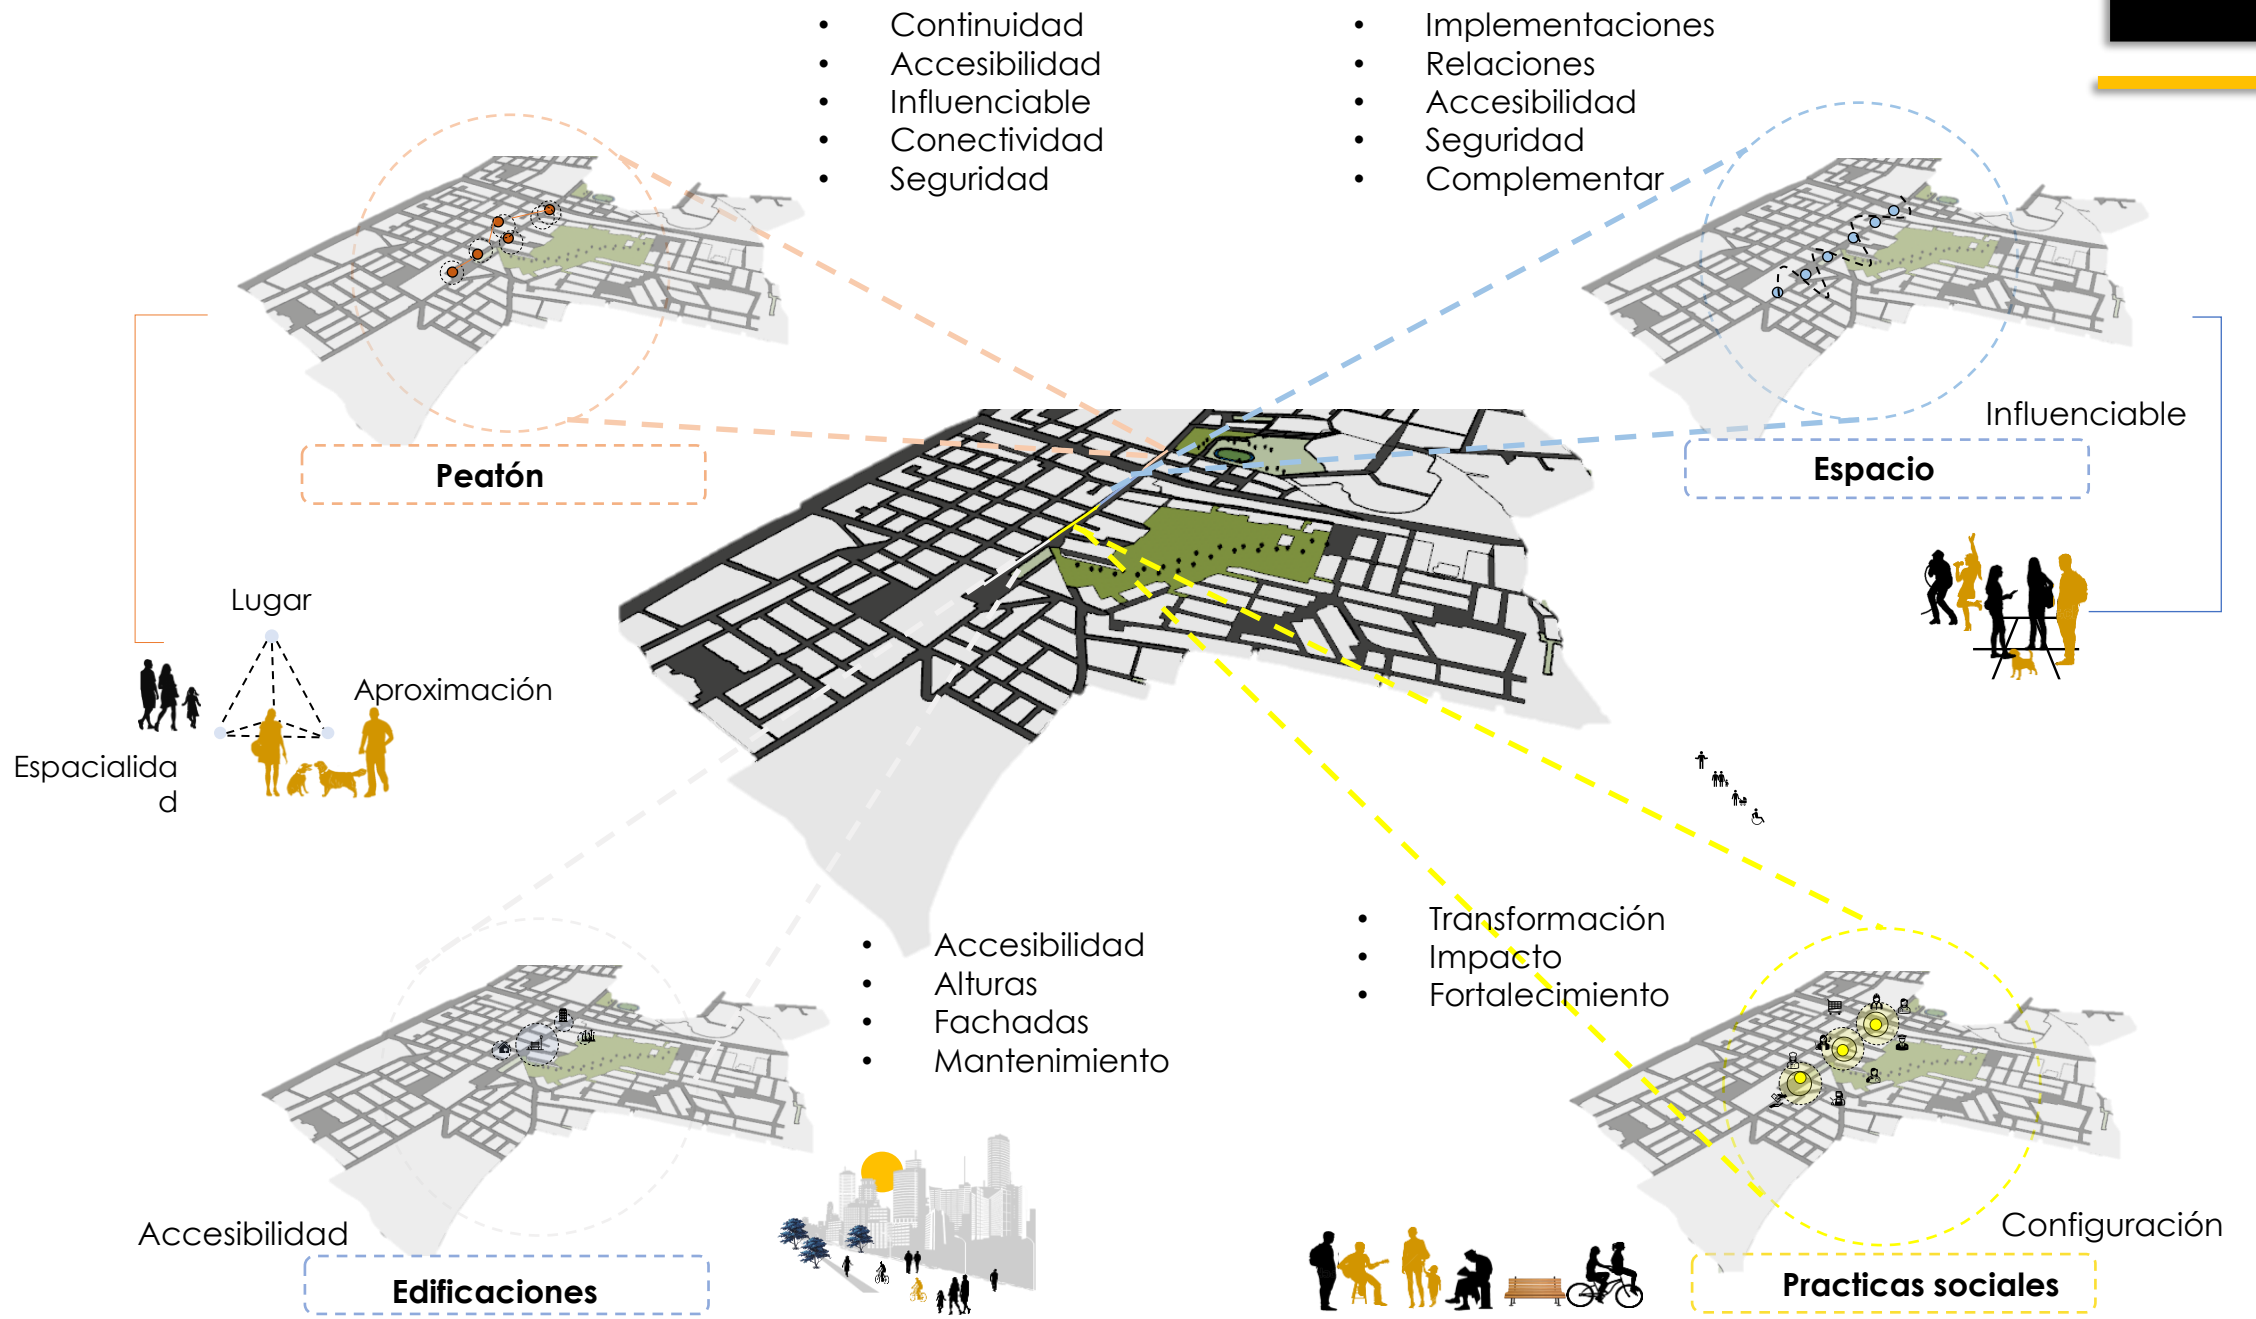 • Continuidad
• Accesibilidad
• Influenciable
• Conectividad
• Seguridad
• Implementaciones
• Relaciones
• Accesibilidad
• Seguridad
• Complementar
Peatón
Influenciable
Espacio
Lugar
Aproximación
Espacialida
d
• Accesibilidad
• Alturas
• Fachadas
• Mantenimiento
• Transformación
• Impacto
• Fortalecimiento
Accesibilidad
Edificaciones
Configuración
Practicas sociales